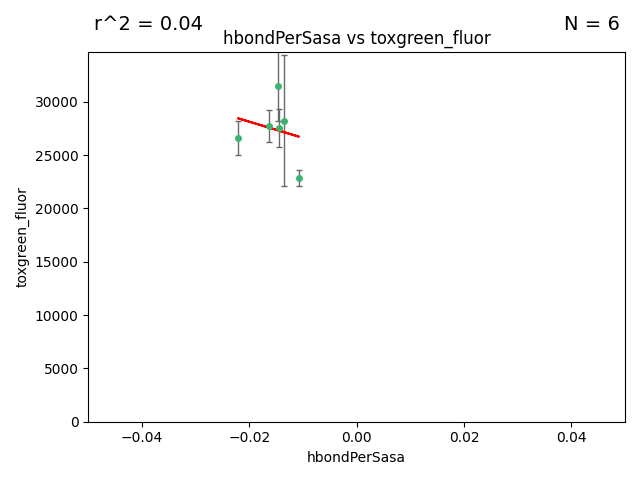 r^2 = 0.04
N = 6
hbondPerSasa vs toxgreen_fluor
30000
25000
20000
15000
10000
5000
0
toxgreen_fluor
−0.04
−0.02
0.00
0.02
0.04
hbondPerSasa